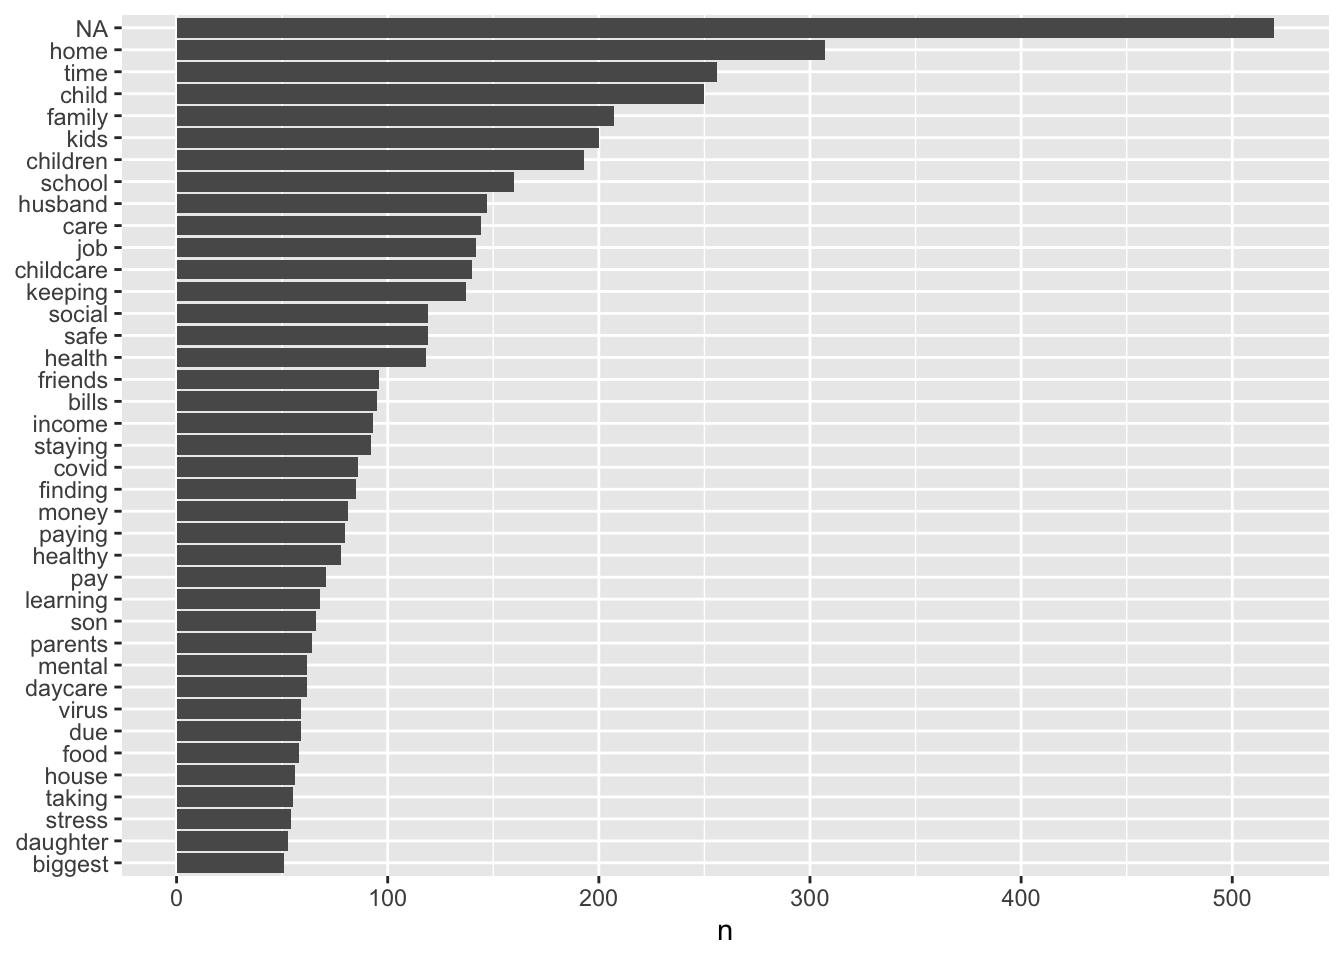 NA
home
time
child
family
kids
children
school
husband
care
job
childcare
keeping
social
safe
health
friends
bills
income
staying
covid
finding
money
paying
healthy
pay
learning
son
parents
mental
daycare
virus
due
food
house
taking
stress
daughter
biggest
0 100 200 300 400 500
n